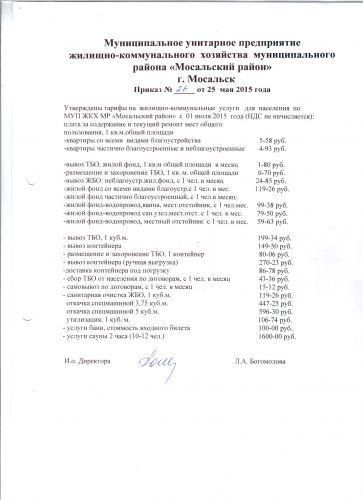 Муниципальное унитарное предприятие
жилищно-коммунального хозяйства муниципального
района «Мосальский район»
г. Мосальск
Приказ № 26 от 25 мая 2015 года
Утверждены тарифы на жилищно-коммунальные услуги для населения по
МУП ЖКХ МР «Мосальский район» с 01 июля 2015 года (НДС не начисляется):
плата за содержание и текущей ремонт мест общего
пользования, 1 кв.м.общей площади
-квартиры со всеми видами благоустройства 5-58 руб.
-квартиры частично благоустроенные и неблагоустроенные 4-93 руб.
-вывоз ТБО, жилой фонд, 1 кв.м общей площади в месяц 1-80 руб.
-размещение и захоронение ТБО, 1 кв. м. общей площади 0-70 руб.
-вывоз ЖБО: неблагоустр.жил.фонд, с 1 чел. в месяц 24-85 руб.
-жилой фонд со всеми видами благоустр.с 1 чел. в мес. 119-26 руб.
-жилой фонд частично благоустроенный, с 1 чел в месяц:
-жилой фонд-водопровод,ванна, мест.отстойник, с 1 чел.мес. 99-38 руб.
-жилой фонд-водопровод сан.узел,мест.отст. с 1 чел. мес. 79-50 руб.
-жилой фонд-водопровод, местный отстойник с 1 чел. в мес. 59-63 руб.
- вывоз ТБО, 1 куб.м. 199-34 руб.
- вывоз контейнера 149-50 руб.
- размещение и захоронение ТБО, 1 контейнер 80-06 руб.
- вывоз контейнера (ручная выгрузка) 270-23 руб.
-доставка контейнера под погрузку 86-78 руб.
- сбор ТБО от населения по договорам, с 1 чел. в месяц 43-36 руб.
- самовывоз по договорам, с 1 чел. в месяц 15-12 руб.
- санитарная очистка ЖБО, 1 куб.м. 119-26 руб.
откачка спецмашиной 3,75 куб.м. 447-25 руб.
откачка спецмашиной 5 куб.м. 596-30 руб.
утилизация, 1 куб. м. 106-74 руб.
- услуги бани, стоимость входного билета 100-00 руб.
- услуги сауны 2 часа (10-12 чел.) 1600-00 руб.
И.о. Директора Л.А. Богомолова